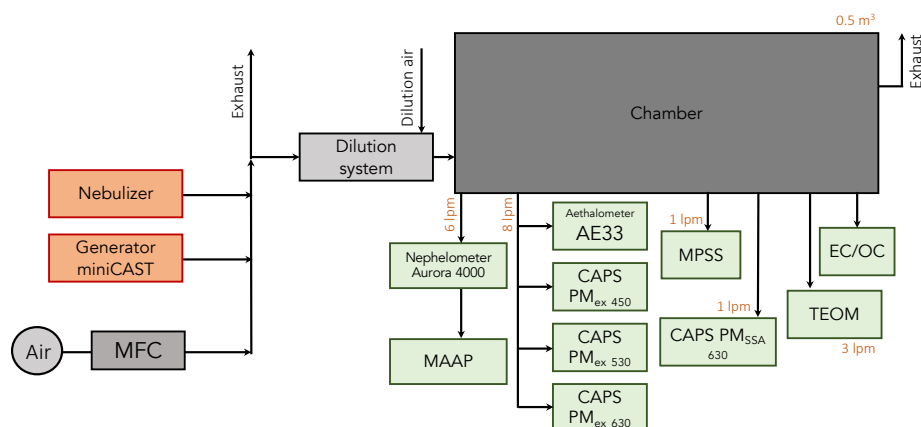 0.5 m³
Exhaust
Exhaust
Dilution air
Chamber
Dilution
system
Nebulizer
Generator
miniCAST
Air
MFC
6 lpm
8 lpm
Nephelometer
Aurora 4000
MAAP
Aethalometer
AE33
CAPS
PMex 450
CAPS
PMex 530
CAPS
PMex 630
1 lpm
MPSS
1 lpm
CAPS PMSSA
630
EC/OC
TEOM
3 lpm